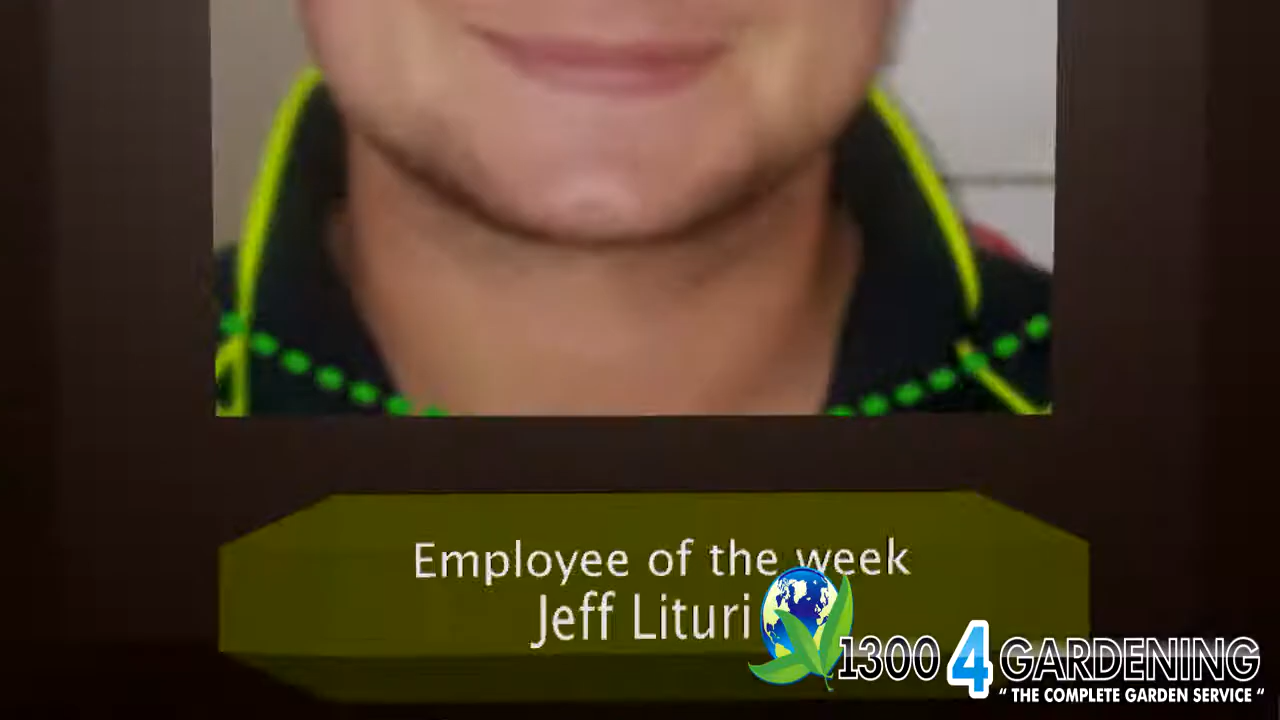 Employee of the week
Jeff Lituri
1300 4 GARDENING
" THE COMPLETE GARDEN SERVICE "